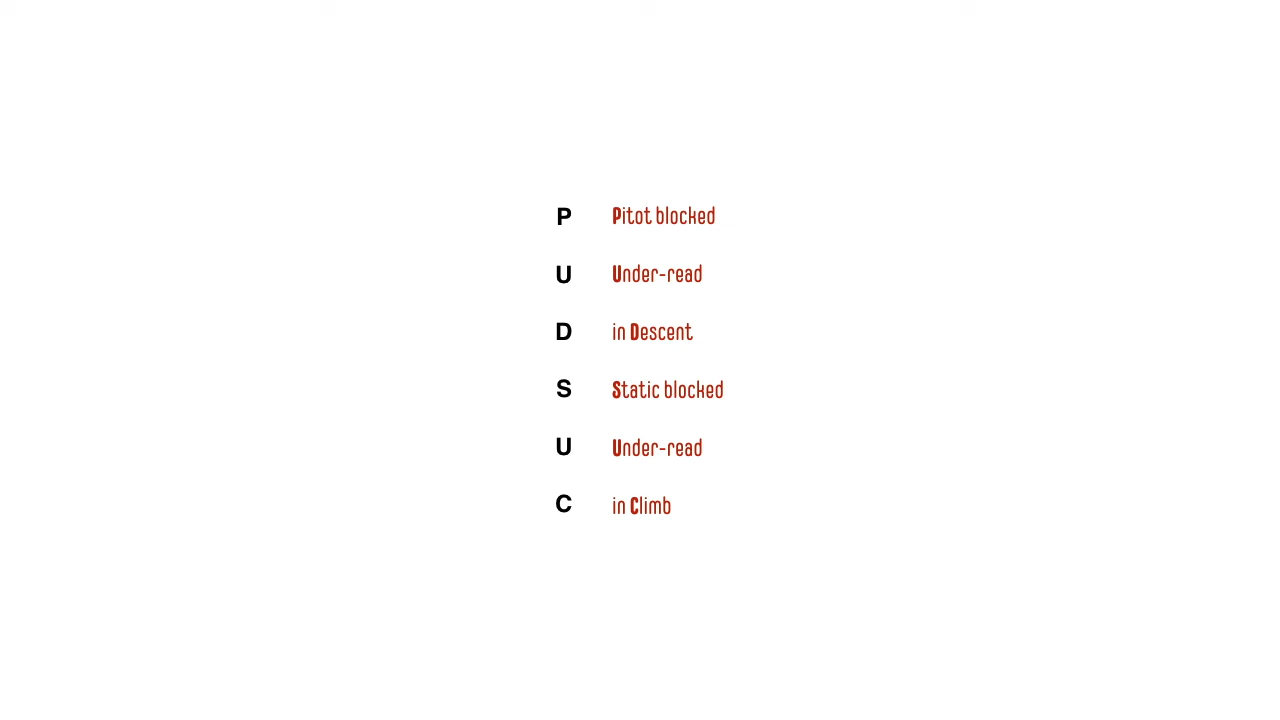 P Pitot blocked
U Under-read
D in Descent
S Static blocked
U Under-read
C in Climb